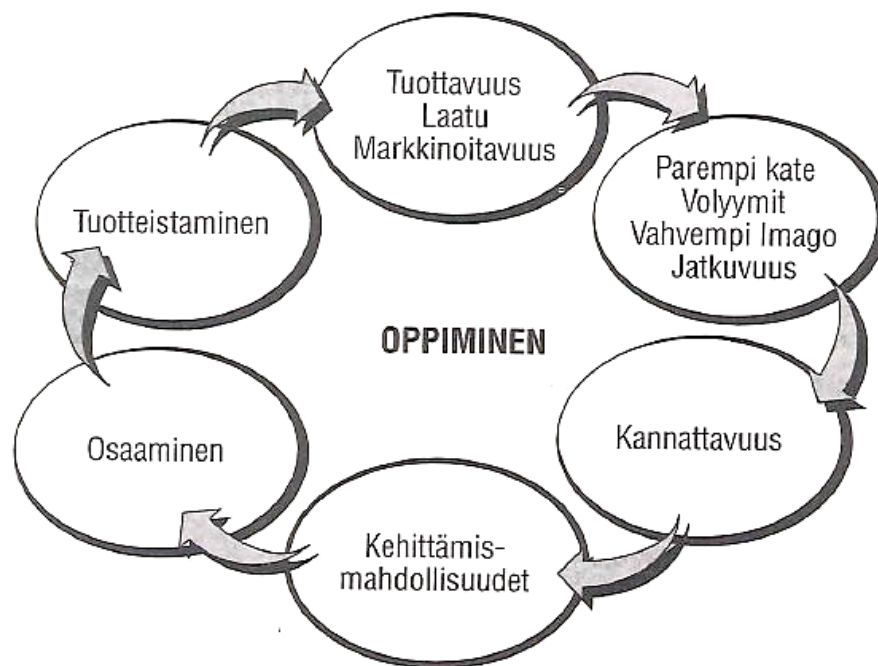 Tuottavuus
Laatu
Markkinoitavuus
Parempi kate
Volyymit
Vahvempi Imago
Jatkuvuus
Kannattavuus
Kehittämis-
mahdollisuudet
Osaaminen
Tuotteistaminen
OPPIMINEN